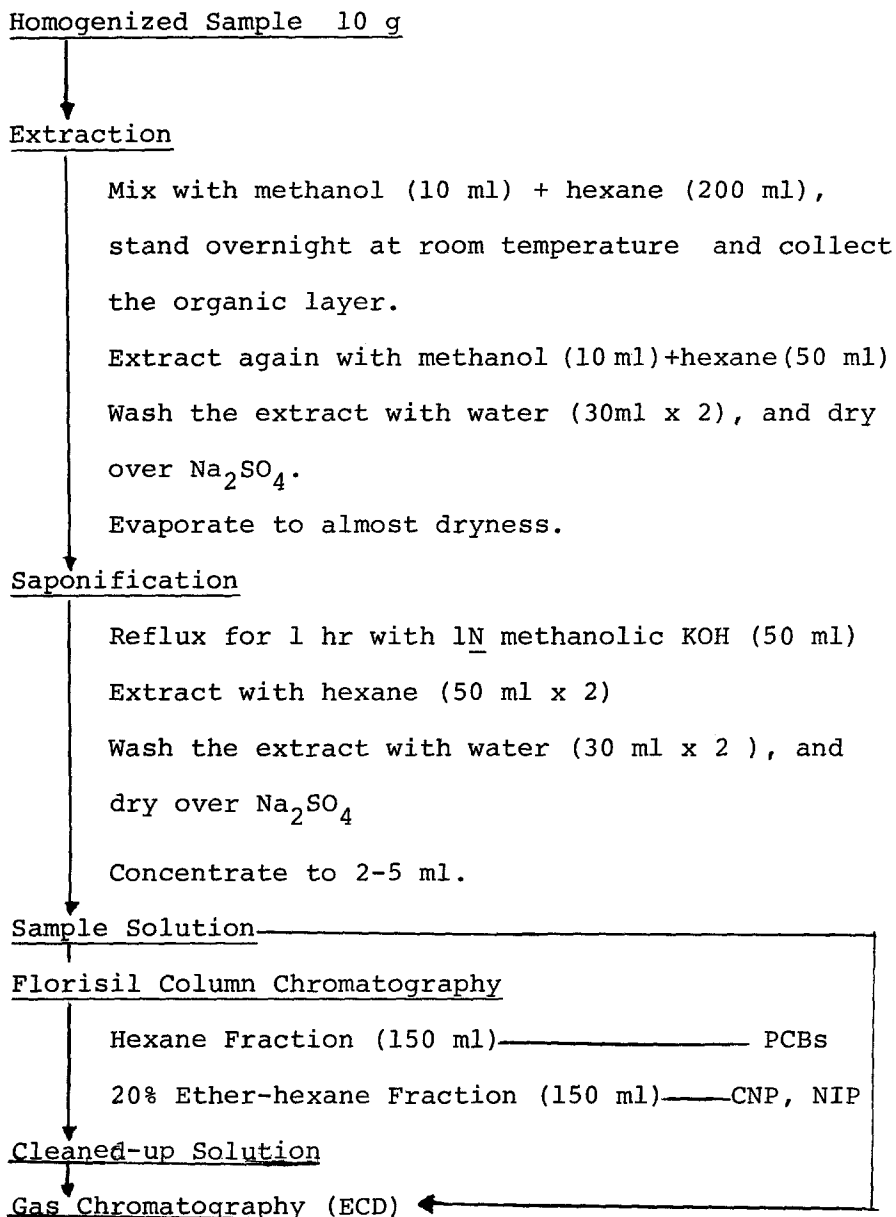 Homogenized Sample 10 g
Extraction
Mix with methanol (10 ml) + hexane (200 ml),
stand overnight at room temperature and collect
the organic layer.
Extract again with methanol (10 ml)+hexane(50 ml)
Wash the extract with water (30ml x 2), and dry
over Na₂SO₄.
Evaporate to almost dryness.
Saponification
Reflux for 1 hr with 1N methanolic KOH (50 ml)
Extract with hexane (50 ml x 2)
Wash the extract with water (30 ml x 2 ), and
dry over Na₂SO₄
Concentrate to 2-5 ml.
Sample Solution
Florisil Column Chromatography
Hexane Fraction (150 ml) PCBs
20% Ether-hexane Fraction (150 ml) CNP, NIP
Cleaned-up Solution
Gas Chromatography (ECD)